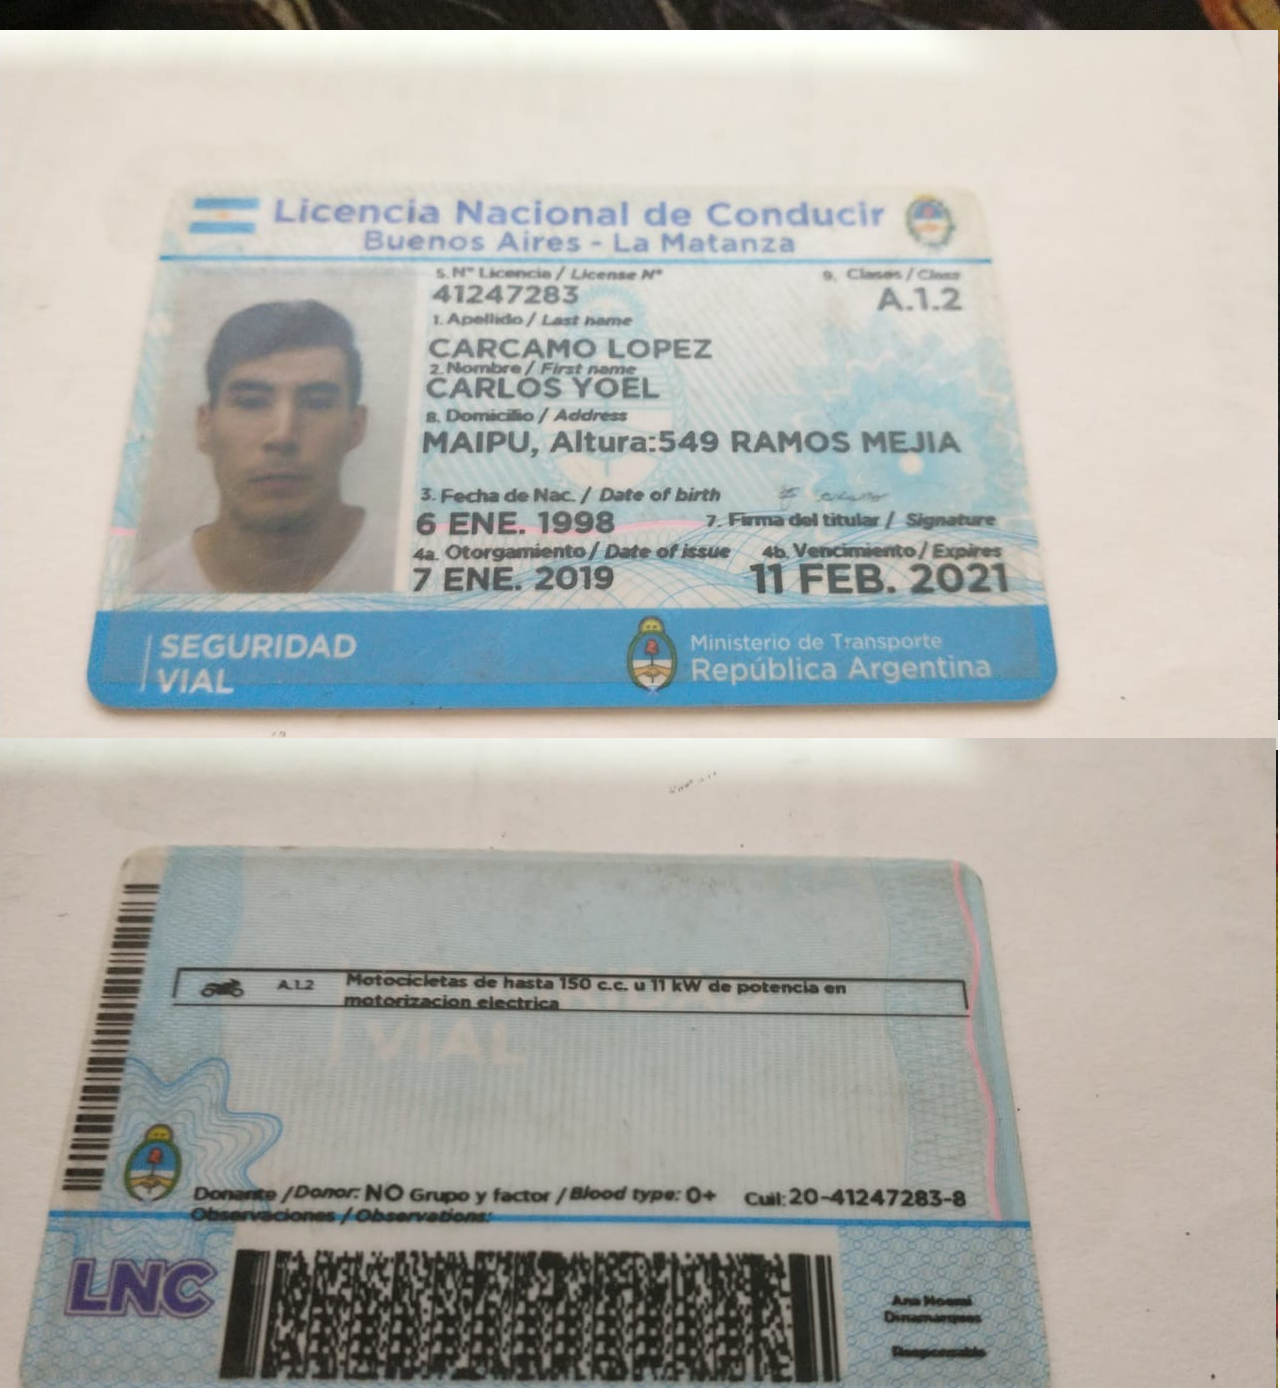 Licencia Nacional de Conducir
Buenos Aires - La Matanza
5. Nº Licencia / License Nº
9. Clases / Class
41247283
A.1.2
1. Apellido / Last name
CARCAMO LOPEZ
2. Nombre / First name
CARLOS YOEL
8. Domicilio / Address
MAIPU, Altura:549 RAMOS MEJIA
3. Fecha de Nac. / Date of birth
6 ENE. 1998
7. Firma del titular / Signature
4a. Otorgamiento / Date of issue
4b. Vencimiento / Expires
7 ENE. 2019
11 FEB. 2021
SEGURIDAD
VIAL
Ministerio de Transporte
República Argentina
A.1.2
Motocicletas de hasta 150 c.c. u 11 kW de potencia en
motorizacion electrica
VIAL
Donante / Donor: NO Grupo y factor / Blood type: 0+ Cuil: 20-41247283-8
Observaciones / Observations:
LNC
Ana Noemi
Dinamarques
Responsable